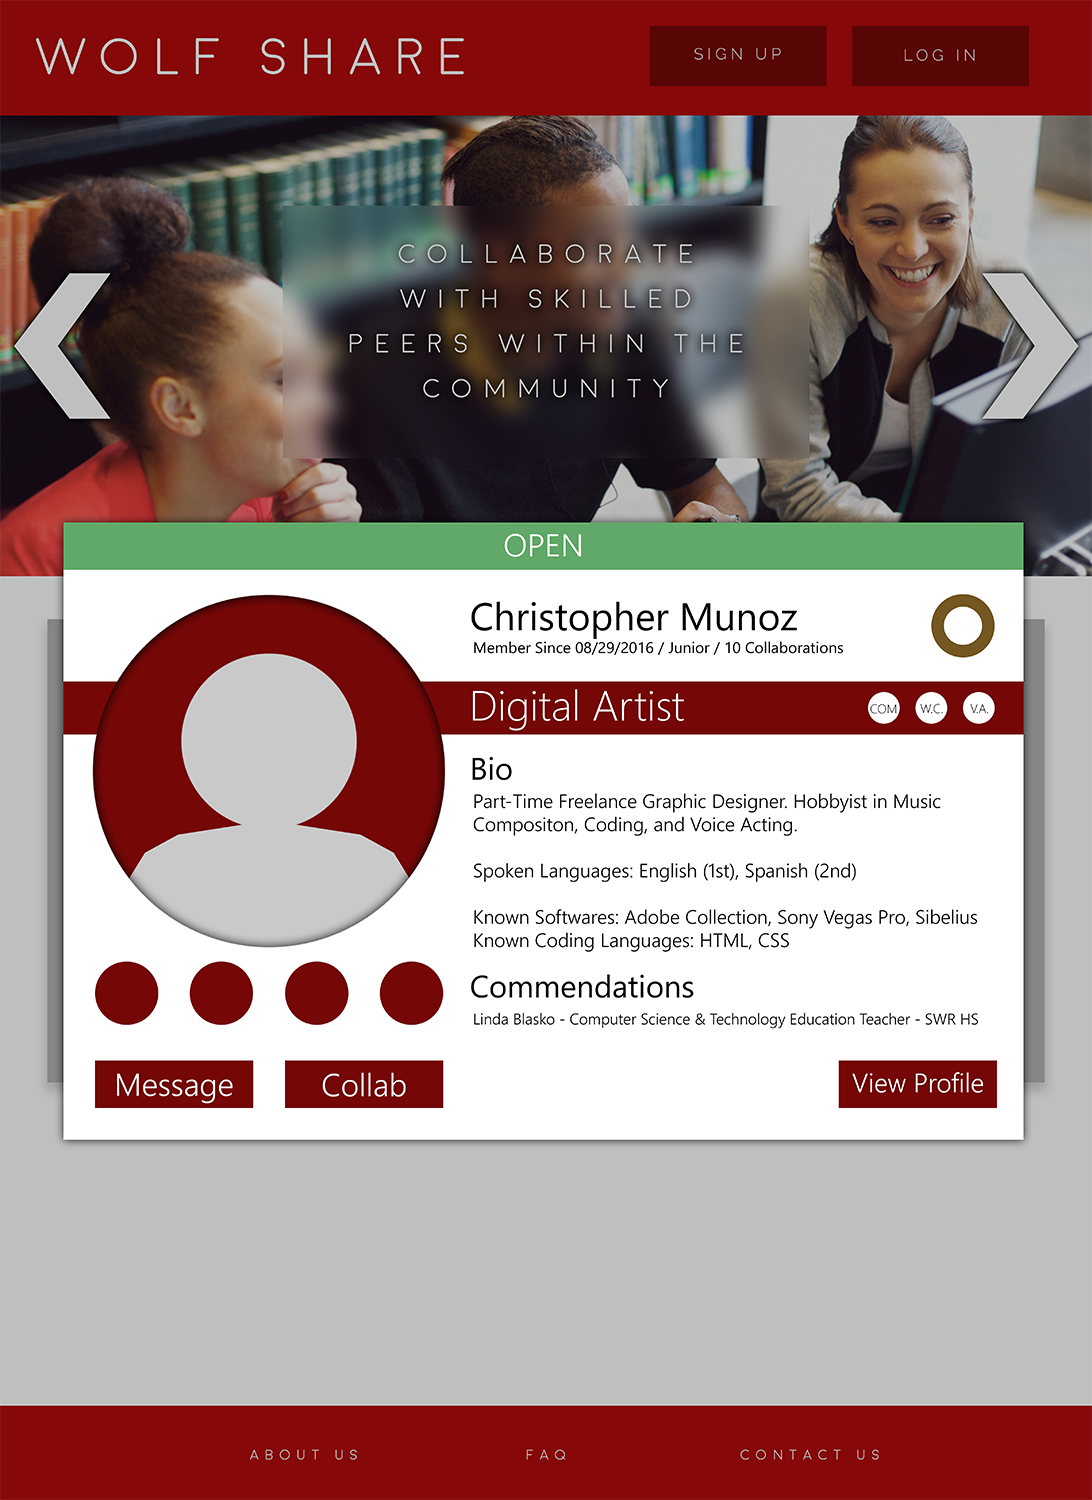 WOLF SHARE
SIGN UP
LOG IN
COLLABORATE
WITH SKILLED
PEERS WITHIN THE
COMMUNITY
OPEN
Christopher Munoz
Member Since 08/29/2016 / Junior / 10 Collaborations
Digital Artist
COM
W.C.
V.A.
Bio
Part-Time Freelance Graphic Designer. Hobbyist in Music
Compositon, Coding, and Voice Acting.
Spoken Languages: English (1st), Spanish (2nd)
Known Softwares: Adobe Collection, Sony Vegas Pro, Sibelius
Known Coding Languages: HTML, CSS
Commendations
Linda Blasko - Computer Science & Technology Education Teacher - SWR HS
Message
Collab
View Profile
ABOUT US
FAQ
CONTACT US